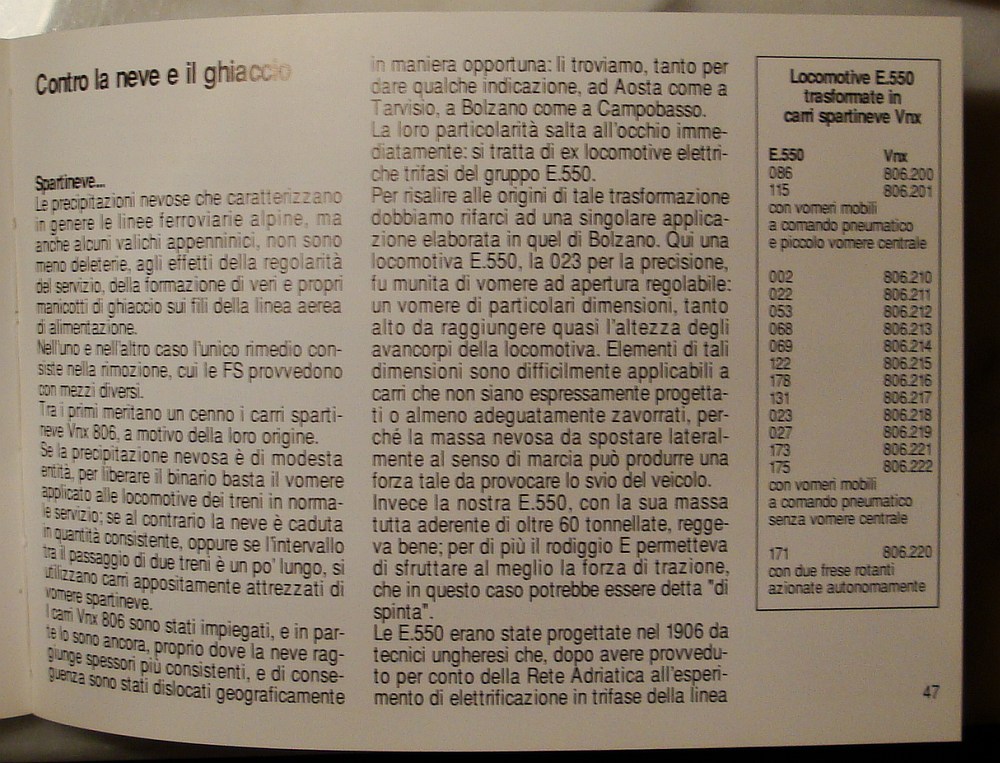 Contro la neve e il ghiaccio
Spartineve...
Le precipitazioni nevose che caratterizzano
in genere le linee ferroviarie alpine, ma
anche alcuni valichi appenninici, non sono
meno deleterie, agli effetti della regolarità
del servizio, della formazione di veri e propri
manicotti di ghiaccio sui fili della linea aerea
di alimentazione.
Nell'uno e nell'altro caso l'unico rimedio con-
siste nella rimozione, cui le FS provvedono
con mezzi diversi.
Tra i primi meritano un cenno i carri sparti-
neve Vnx 806, a motivo della loro origine.
Se la precipitazione nevosa è di modesta
entità, per liberare il binario basta il vomere
applicato alle locomotive dei treni in norma-
le servizio; se al contrario la neve è caduta
in quantità consistente, oppure se l'intervallo
tra il passaggio di due treni è un po' lungo, si
utilizzano carri appositamente attrezzati di
vomere spartineve.
I carri Vnx 806 sono stati impiegati, e in par-
te lo sono ancora, proprio dove la neve rag-
giunge spessori più consistenti, e di conse-
guenza sono stati dislocati geograficamente
in maniera opportuna: li troviamo, tanto per
dare qualche indicazione, ad Aosta come a
Tarvisio, a Bolzano come a Campobasso.
La loro particolarità salta all'occhio imme-
diatamente: si tratta di ex locomotive elettri-
che trifasi del gruppo E.550.
Per risalire alle origini di tale trasformazione
dobbiamo rifarci ad una singolare applica-
zione elaborata in quel di Bolzano. Qui una
locomotiva E.550, la 023 per la precisione,
fu munita di vomere ad apertura regolabile:
un vomere di particolari dimensioni, tanto
alto da raggiungere quasi l'altezza degli
avancorpi della locomotiva. Elementi di tali
dimensioni sono difficilmente applicabili a
carri che non siano espressamente progetta-
ti o almeno adeguatamente zavorrati, per-
ché la massa nevosa da spostare lateral-
mente al senso di marcia può produrre una
forza tale da provocare lo svio del veicolo.
Invece la nostra E.550, con la sua massa
tutta aderente di oltre 60 tonnellate, regge-
va bene; per di più il rodiggio E permetteva
di sfruttare al meglio la forza di trazione,
che in questo caso potrebbe essere detta "di
spinta".
Le E.550 erano state progettate nel 1906 da
tecnici ungheresi che, dopo avere provvedu-
to per conto della Rete Adriatica all'esperi-
mento di elettrificazione in trifase della linea
Locomotive E.550
trasformate in
carri spartineve Vnx
E.550 Vnx
086 806.200
115 806.201
con vomeri mobili
a comando pneumatico
e piccolo vomere centrale
002 806.210
022 806.211
053 806.212
068 806.213
069 806.214
122 806.215
178 806.216
131 806.217
023 806.218
027 806.219
173 806.221
175 806.222
con vomeri mobili
a comando pneumatico
senza vomere centrale
171 806.220
con due frese rotanti
azionate autonomamente
47